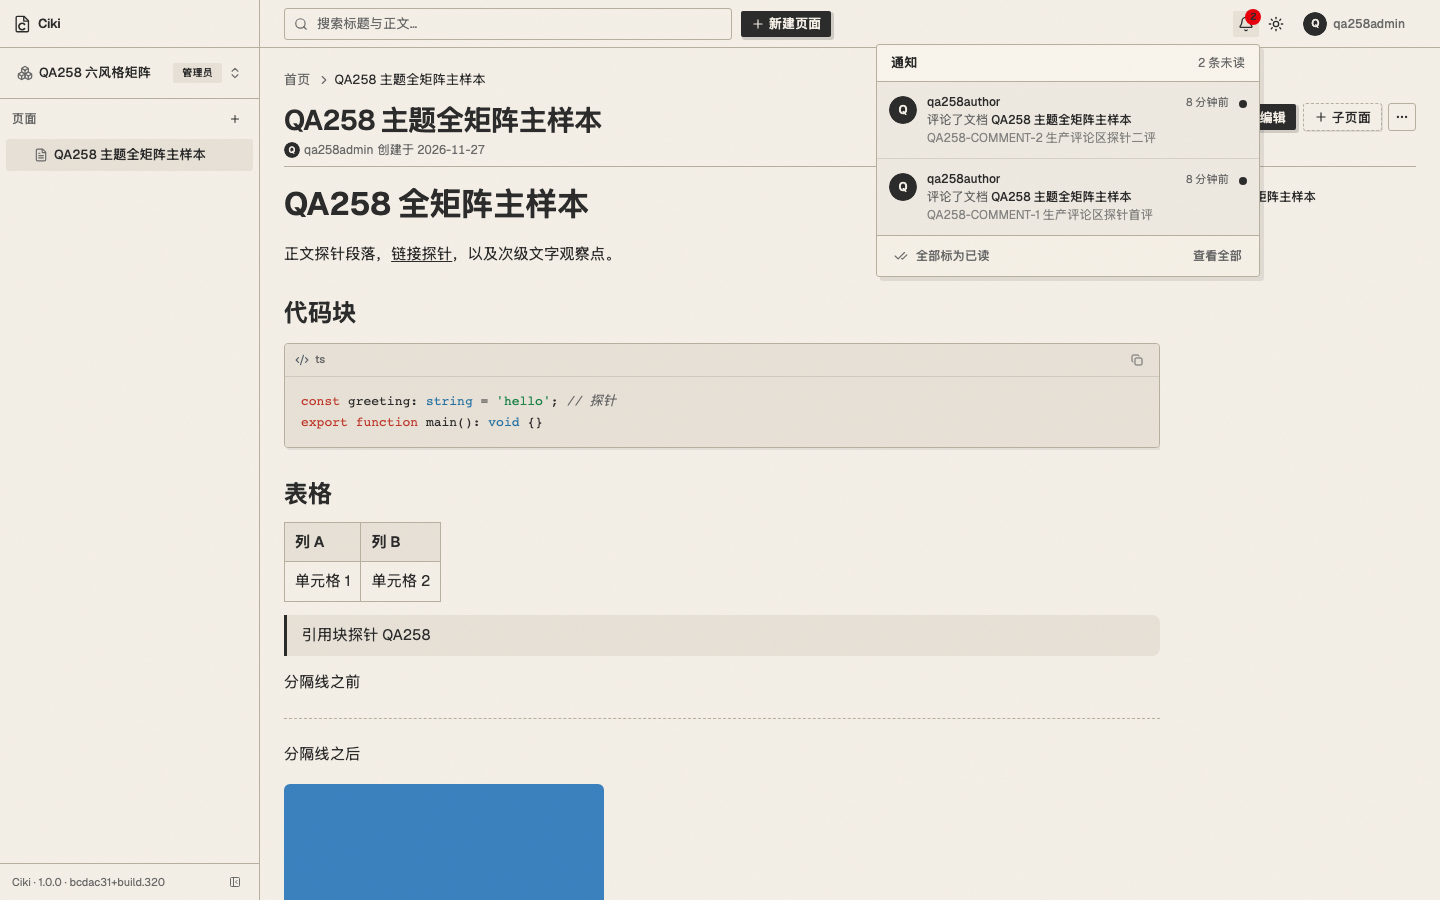 Ciki
搜索标题与正文...
新建页面
2
Q qa258admin
QA258 六风格矩阵
管理员
页面
QA258 主题全矩阵主样本
首页 > QA258 主题全矩阵主样本
QA258 主题全矩阵主样本
Q qa258admin 创建于 2026-11-27
编辑
+ 子页面
通知
2 条未读
Q
qa258author
8 分钟前
评论了文档 QA258 主题全矩阵主样本
QA258-COMMENT-2 生产评论区探针二评
Q
qa258author
8 分钟前
评论了文档 QA258 主题全矩阵主样本
QA258-COMMENT-1 生产评论区探针首评
全部标为已读
查看全部
矩阵主样本
QA258 全矩阵主样本
正文探针段落，链接探针，以及次级文字观察点。
代码块
</> ts
const greeting: string = 'hello'; // 探针
export function main(): void {}
表格
列 A 列 B
单元格 1 单元格 2
引用块探针 QA258
分隔线之前
分隔线之后
Ciki · 1.0.0 · bcdac31+build.320